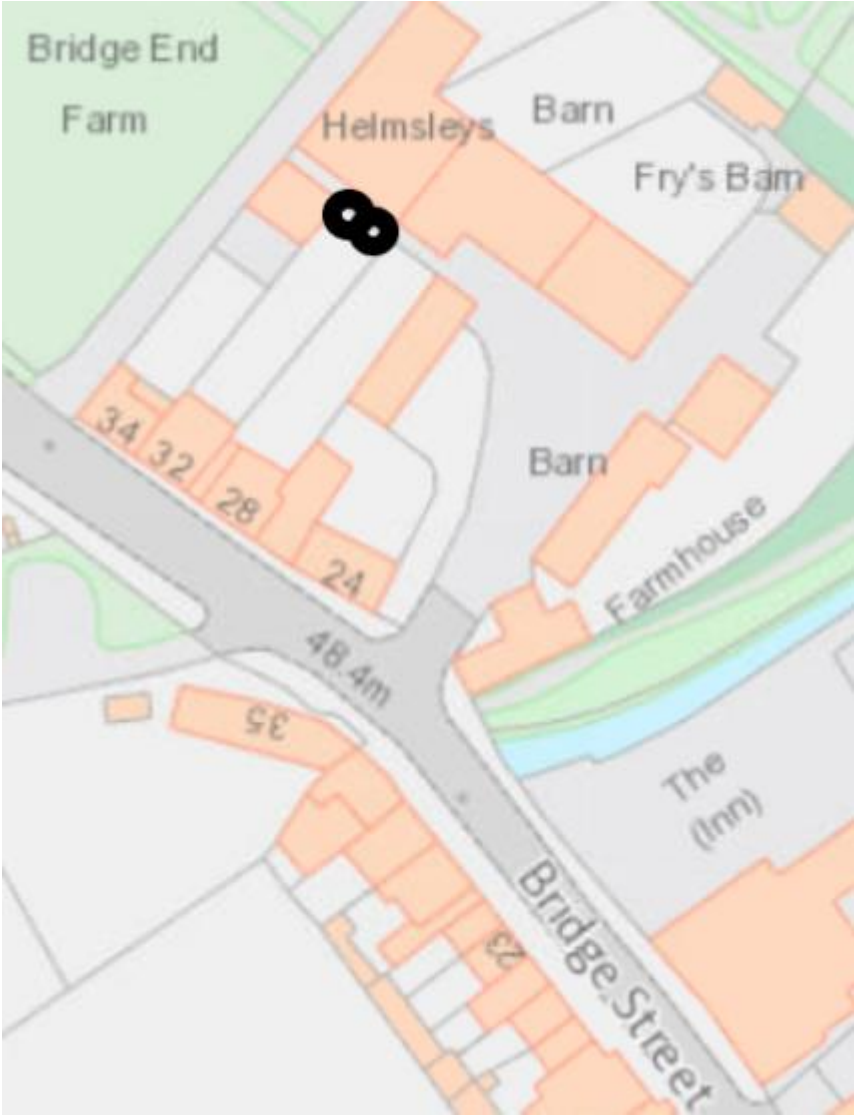 Bridge End
Farm
Helmsleys
Barn
Fry's Barn
34
32
28
24
Barn
Farmhouse
48.4m
35
The
(Inn)
23
Bridge Street